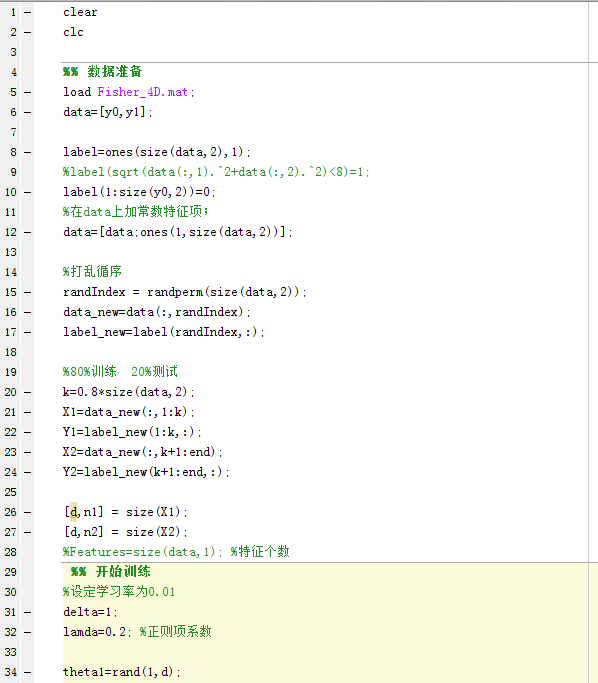 1 - clear
2 - clc
3
4 %% 数据准备
5 - load Fisher_4D.mat;
6 - data=[y0,y1];
7
8 - label=ones(size(data,2),1);
9 %label(sqrt(data(:,1).^2+data(:,2).^2)<8)=1;
10 - label(1:size(y0,2))=0;
11 %在data上加常数特征项;
12 - data=[data;ones(1,size(data,2))];
13
14 %打乱循序
15 - randIndex = randperm(size(data,2));
16 - data_new=data(:,randIndex);
17 - label_new=label(randIndex,:);
18
19 %80%训练 20%测试
20 - k=0.8*size(data,2);
21 - X1=data_new(:,1:k);
22 - Y1=label_new(1:k,:);
23 - X2=data_new(:,k+1:end);
24 - Y2=label_new(k+1:end,:);
25
26 - [d,n1] = size(X1);
27 - [d,n2] = size(X2);
28 %Features=size(data,1); %特征个数
29 %% 开始训练
30 %设定学习率为0.01
31 - delta=1;
32 - lamda=0.2; %正则项系数
33
34 - theta1=rand(1,d);